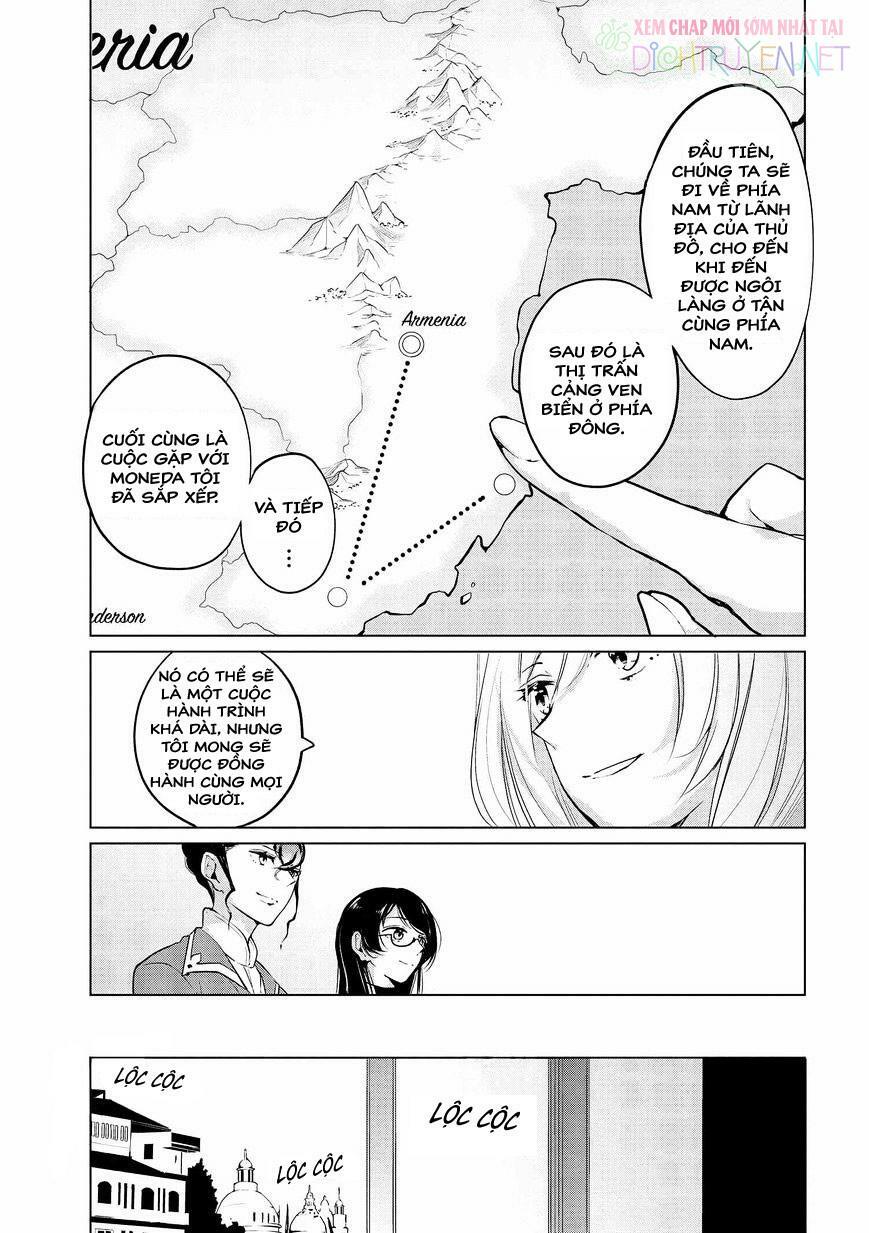 XEM CHAP MỚI SỚM NHẤT TẠI
DICHTRUYEN.NET
eria
ĐẦU TIÊN,
CHÚNG TA SẼ
ĐI VỀ PHÍA
NAM TỪ LÃNH
ĐỊA CỦA THỦ
ĐÔ, CHO ĐẾN
KHI ĐẾN
ĐƯỢC NGÔI
LÀNG Ở TẬN
CÙNG PHÍA
NAM.
Armenia
SAU ĐÓ LÀ
THỊ TRẤN
CẢNG VEN
BIỂN Ở PHÍA
ĐÔNG.
VÀ TIẾP
ĐÓ
...
CUỐI CÙNG LÀ
CUỘC GẶP VỚI
MONEDA TÔI
ĐÃ SẮP XẾP.
nderson
NÓ CÓ THỂ SẼ
LÀ MỘT CUỘC
HÀNH TRÌNH
KHÁ DÀI, NHƯNG
TÔI MONG SẼ
ĐƯỢC ĐỒNG
HÀNH CÙNG MỌI
NGƯỜI.
LỘC CỘC
LỘC CỘC
LỘC CỘC